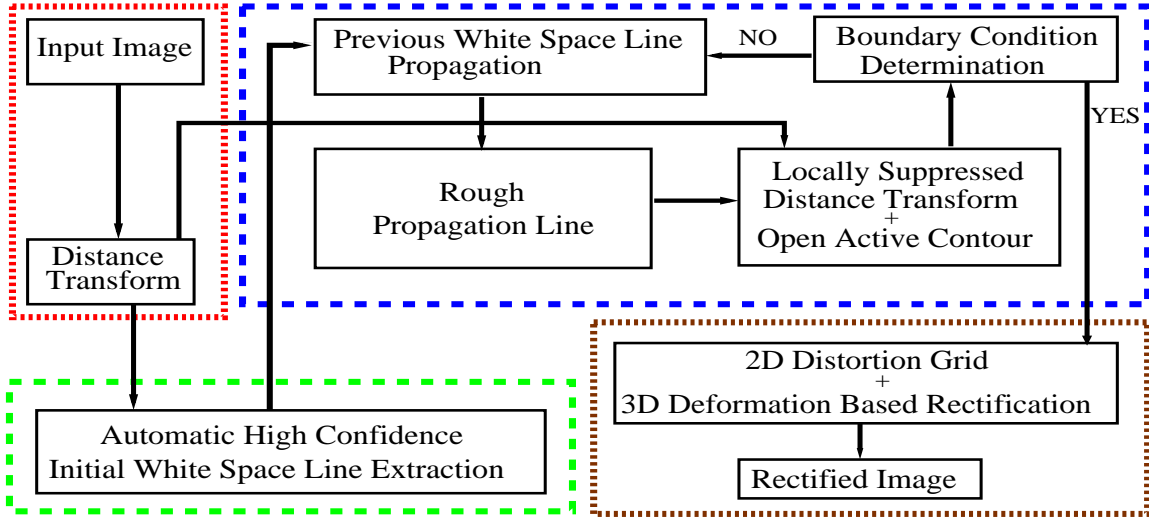 Input Image
Distance
Transform
Automatic High Confidence
Initial White Space Line Extraction
Previous White Space Line
Propagation
Rough
Propagation Line
Locally Suppressed
Distance Transform
+
Open Active Contour
Boundary Condition
Determination
NO
YES
2D Distortion Grid
+
3D Deformation Based Rectification
Rectified Image